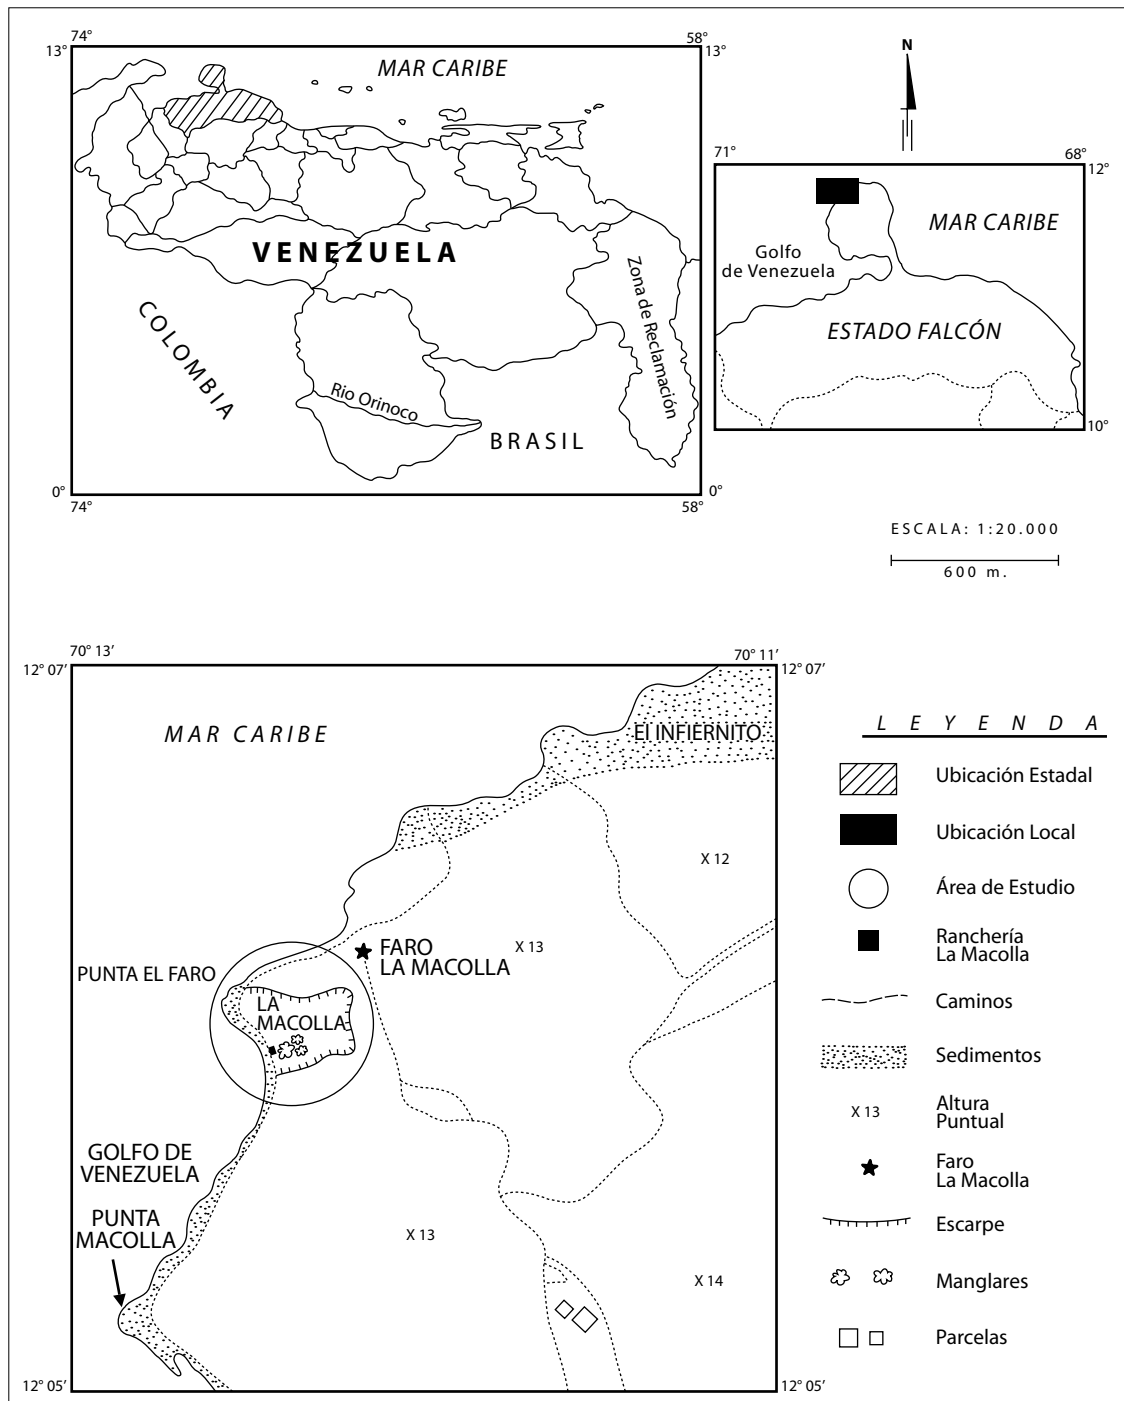 74°
58°
13°
13°
MAR CARIBE
VENEZUELA
COLOMBIA
Zona de Reclamación
Rio Orinoco
BRASIL
0°
0°
74°
58°
N
71°
68°
12°
MAR CARIBE
Golfo
de Venezuela
ESTADO FALCÓN
10°
ESCALA: 1:20.000
600 m.
70° 13’
70° 11’
12° 07’
12° 07’
MAR CARIBE
El INFIERNITO
X 12
X 13
FARO
LA MACOLLA
PUNTA EL FARO
LA
MACOLLA
GOLFO DE
VENEZUELA
PUNTA
MACOLLA
X 13
X 14
12° 05’
12° 05’
LEYENDA
Ubicación Estadal
Ubicación Local
Área de Estudio
Ranchería
La Macolla
Caminos
Sedimentos
X 13
Altura
Puntual
Faro
La Macolla
Escarpe
Manglares
Parcelas